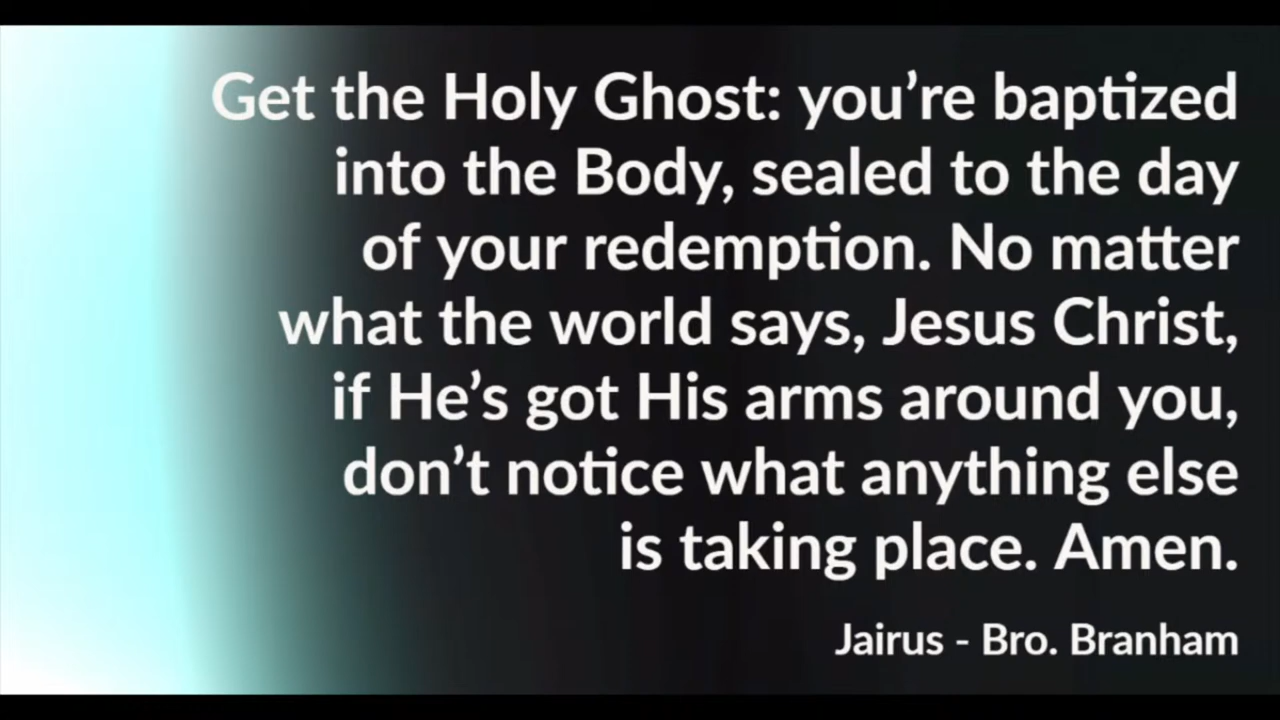 Get the Holy Ghost: you’re baptized
into the Body, sealed to the day
of your redemption. No matter
what the world says, Jesus Christ,
if He’s got His arms around you,
don’t notice what anything else
is taking place. Amen.
Jairus - Bro. Branham